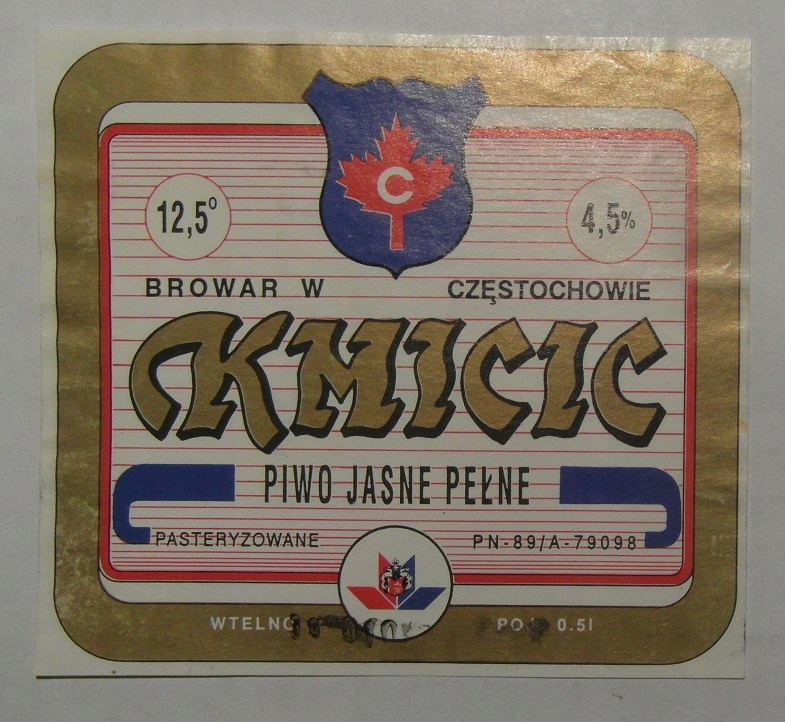 C
12,5°
4,5%
BROWAR W CZĘSTOCHOWIE
KMICIC
PIWO JASNE PEŁNE
PASTERYZOWANE
PN-89/A-79098
0.5l